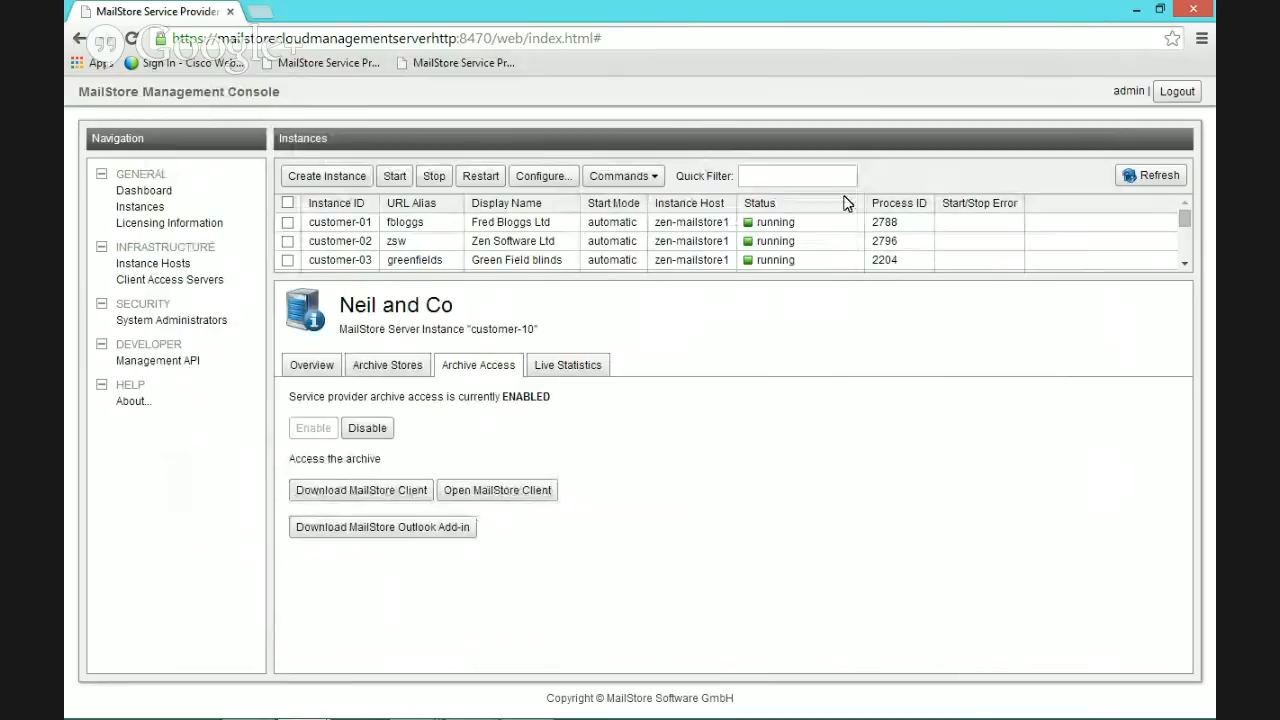 MailStore Service Provider
https://mailstorecloudmanagementserverhttp:8470/web/index.html#
Google+
Apps Sign In - Cisco Web... MailStore Service Pr... MailStore Service Pr...
MailStore Management Console admin | Logout
Navigation
GENERAL
Dashboard
Instances
Licensing Information
INFRASTRUCTURE
Instance Hosts
Client Access Servers
SECURITY
System Administrators
DEVELOPER
Management API
HELP
About...
Instances
Create Instance Start Stop Restart Configure... Commands Quick Filter: Refresh
Instance ID URL Alias Display Name Start Mode Instance Host Status Process ID Start/Stop Error
customer-01 fbloggs Fred Bloggs Ltd automatic zen-mailstore1 running 2788
customer-02 zsw Zen Software Ltd automatic zen-mailstore1 running 2796
customer-03 greenfields Green Field blinds automatic zen-mailstore1 running 2204
Neil and Co
MailStore Server Instance "customer-10"
Overview Archive Stores Archive Access Live Statistics
Service provider archive access is currently ENABLED
Enable Disable
Access the archive
Download MailStore Client Open MailStore Client
Download MailStore Outlook Add-in
Copyright © MailStore Software GmbH